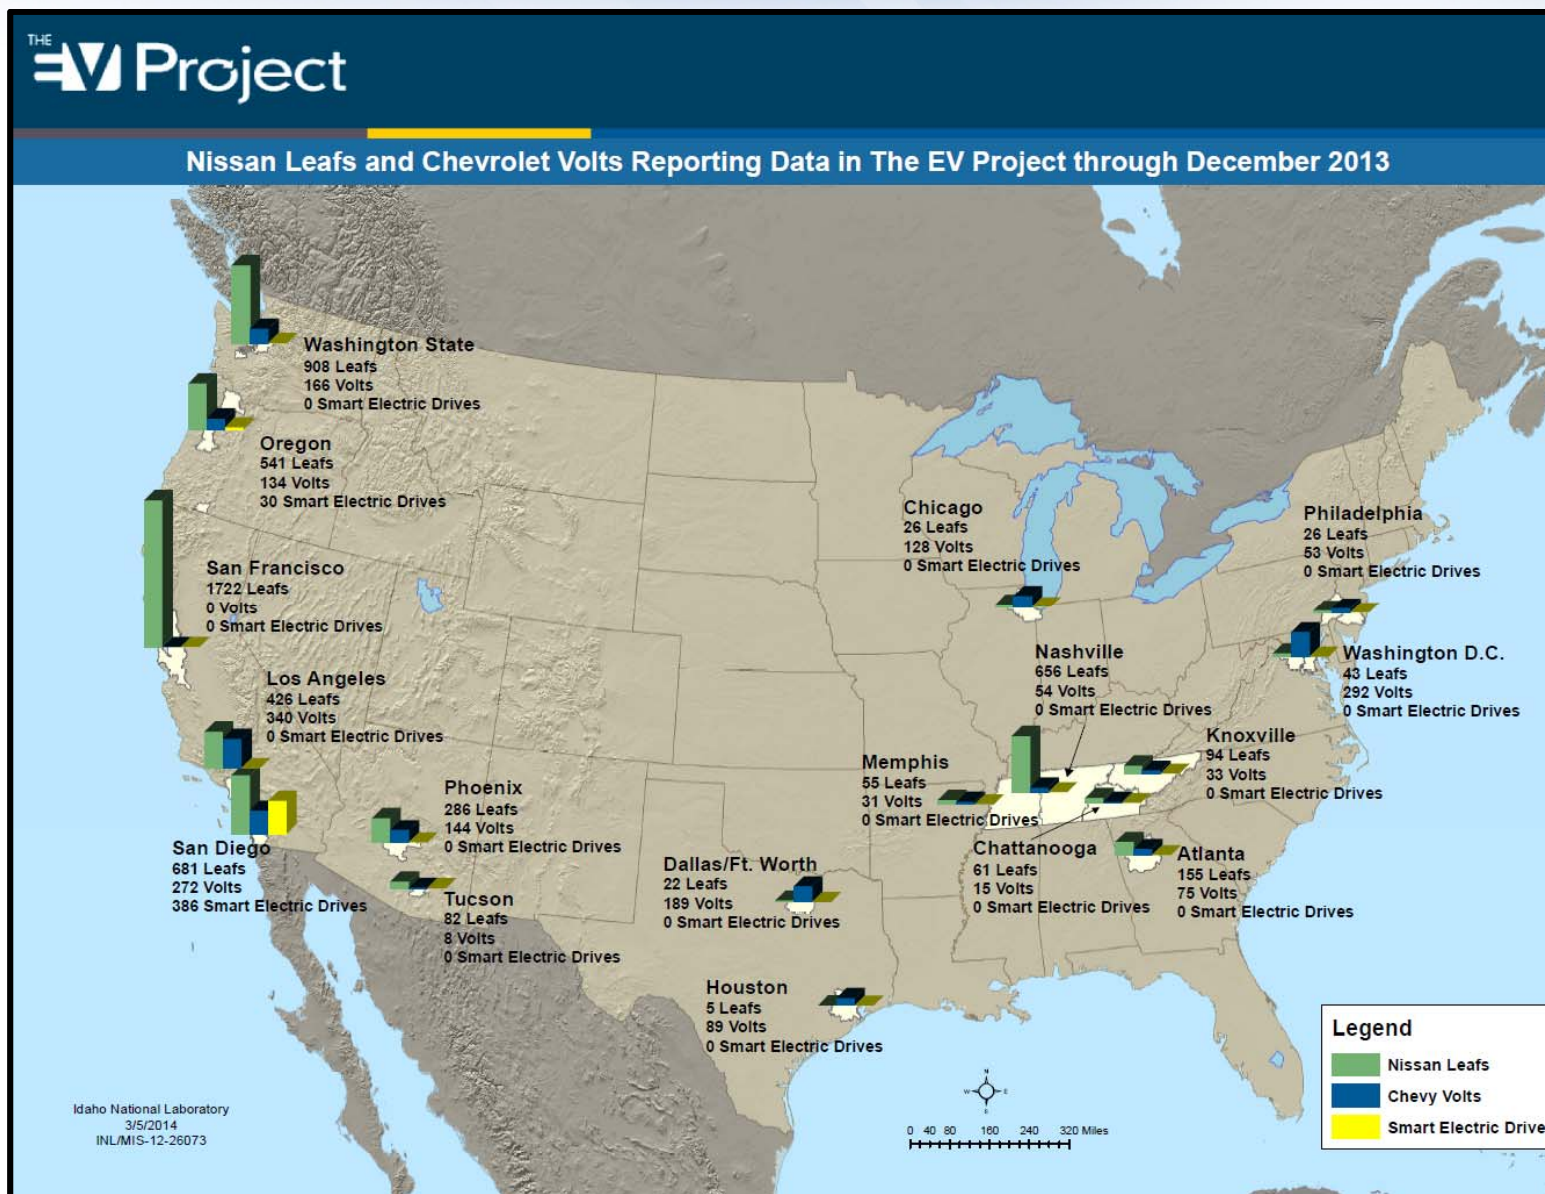 THE
EV Project
Nissan Leafs and Chevrolet Volts Reporting Data in The EV Project through December 2013
Washington State
908 Leafs
166 Volts
0 Smart Electric Drives
Oregon
541 Leafs
134 Volts
30 Smart Electric Drives
San Francisco
1722 Leafs
0 Volts
0 Smart Electric Drives
Los Angeles
426 Leafs
340 Volts
0 Smart Electric Drives
San Diego
681 Leafs
272 Volts
386 Smart Electric Drives
Phoenix
286 Leafs
144 Volts
0 Smart Electric Drives
Tucson
82 Leafs
8 Volts
0 Smart Electric Drives
Dallas/Ft. Worth
22 Leafs
189 Volts
0 Smart Electric Drives
Houston
5 Leafs
89 Volts
0 Smart Electric Drives
Chicago
26 Leafs
128 Volts
0 Smart Electric Drives
Nashville
656 Leafs
54 Volts
0 Smart Electric Drives
Memphis
55 Leafs
31 Volts
0 Smart Electric Drives
Chattanooga
61 Leafs
15 Volts
0 Smart Electric Drives
Knoxville
94 Leafs
33 Volts
0 Smart Electric Drives
Atlanta
155 Leafs
75 Volts
0 Smart Electric Drives
Philadelphia
26 Leafs
53 Volts
0 Smart Electric Drives
Washington D.C.
43 Leafs
292 Volts
0 Smart Electric Drives
Legend
Nissan Leafs
Chevy Volts
Smart Electric Drive
N
W E
S
0 40 80 160 240 320 Miles
Idaho National Laboratory
3/5/2014
INL/MIS-12-26073